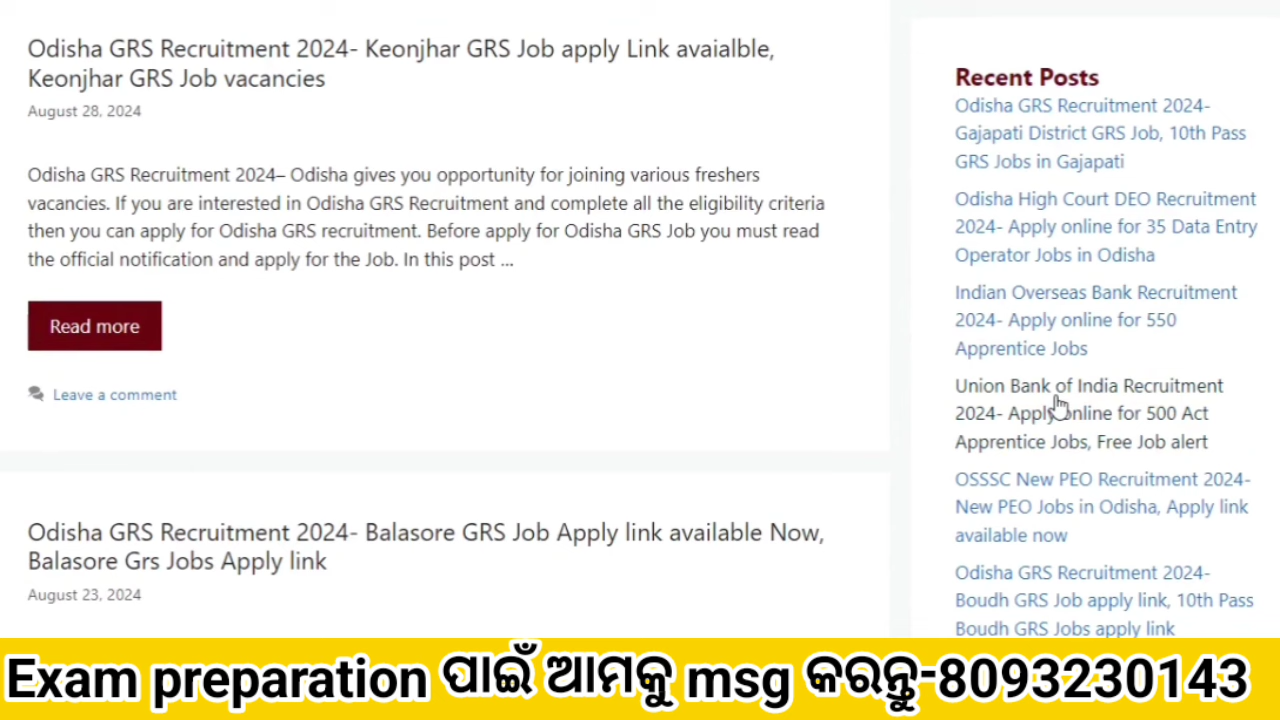 Odisha GRS Recruitment 2024- Keonjhar GRS Job apply Link avaialble,
Keonjhar GRS Job vacancies
August 28, 2024
Odisha GRS Recruitment 2024– Odisha gives you opportunity for joining various freshers
vacancies. If you are interested in Odisha GRS Recruitment and complete all the eligibility criteria
then you can apply for Odisha GRS recruitment. Before apply for Odisha GRS Job you must read
the official notification and apply for the Job. In this post ...
Read more
Leave a comment
Odisha GRS Recruitment 2024- Balasore GRS Job Apply link available Now,
Balasore Grs Jobs Apply link
August 23, 2024
Recent Posts
Odisha GRS Recruitment 2024-
Gajapati District GRS Job, 10th Pass
GRS Jobs in Gajapati
Odisha High Court DEO Recruitment
2024- Apply online for 35 Data Entry
Operator Jobs in Odisha
Indian Overseas Bank Recruitment
2024- Apply online for 550
Apprentice Jobs
Union Bank of India Recruitment
2024- Apply online for 500 Act
Apprentice Jobs, Free Job alert
OSSSC New PEO Recruitment 2024-
New PEO Jobs in Odisha, Apply link
available now
Odisha GRS Recruitment 2024-
Boudh GRS Job apply link, 10th Pass
Boudh GRS Jobs apply link
Exam preparation ପାଇଁ ଆମକୁ msg କରନ୍ତୁ-8093230143